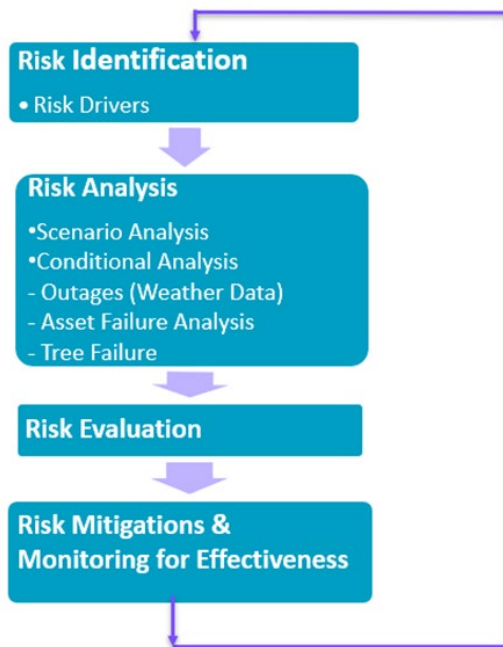 Risk Identification
• Risk Drivers
Risk Analysis
•Scenario Analysis
•Conditional Analysis
- Outages (Weather Data)
- Asset Failure Analysis
- Tree Failure
Risk Evaluation
Risk Mitigations &
Monitoring for Effectiveness